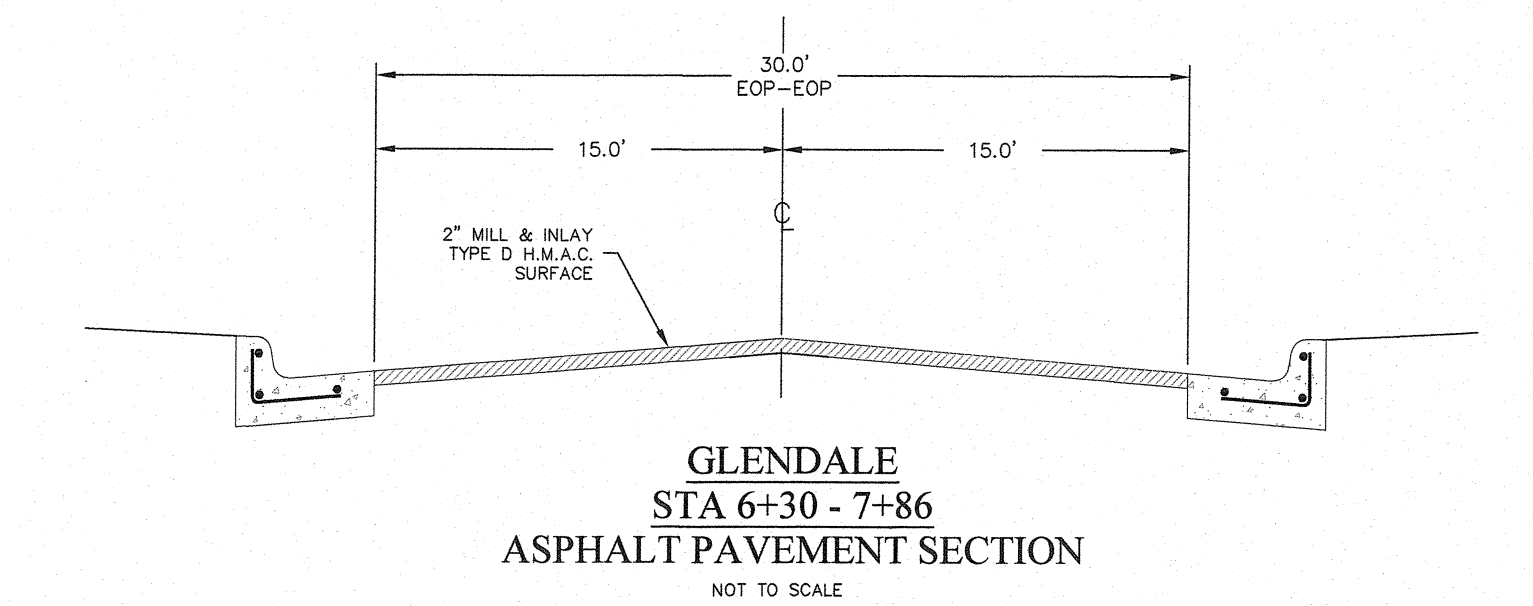 30.0'
EOP-EOP
15.0'
15.0'
℄
2" MILL & INLAY
TYPE D H.M.A.C.
SURFACE
GLENDALE
STA 6+30 - 7+86
ASPHALT PAVEMENT SECTION
NOT TO SCALE